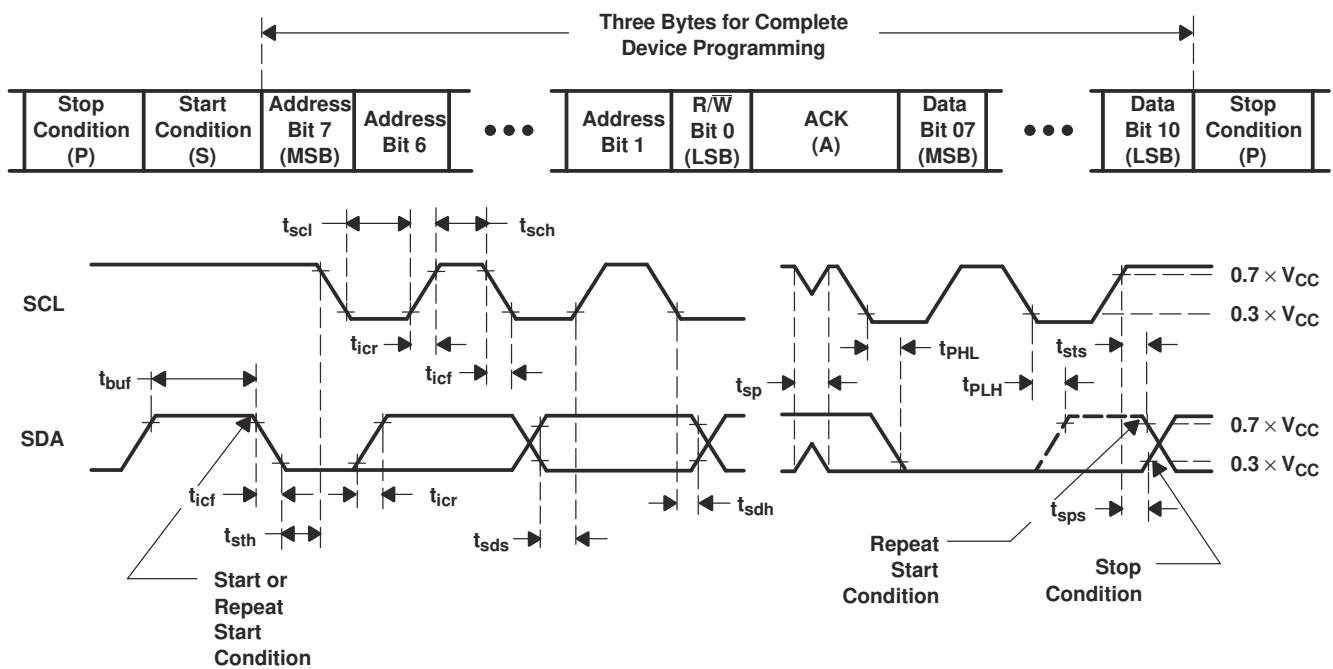 Three Bytes for Complete
Device Programming
Stop
Condition
(P)
Start
Condition
(S)
Address
Bit 7
(MSB)
Address
Bit 6
•••
Address
Bit 1
R/W̅
Bit 0
(LSB)
ACK
(A)
Data
Bit 07
(MSB)
•••
Data
Bit 10
(LSB)
Stop
Condition
(P)
tscl
tsch
SCL
0.7 × VCC
0.3 × VCC
ticr
ticf
tbuf
tsp
tPHL
tPLH
tsts
SDA
0.7 × VCC
0.3 × VCC
ticf
ticr
tsth
tsds
tsdh
tsps
Start or
Repeat
Start
Condition
Repeat
Start
Condition
Stop
Condition